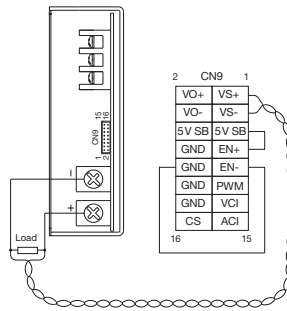 2 CN9 1
VO+ VS+
VO- VS-
5V SB 5V SB
GND EN+
GND EN-
GND PWM
GND VCI
CS ACI
16 15
15 16
CN9
1 2
-
+
Load